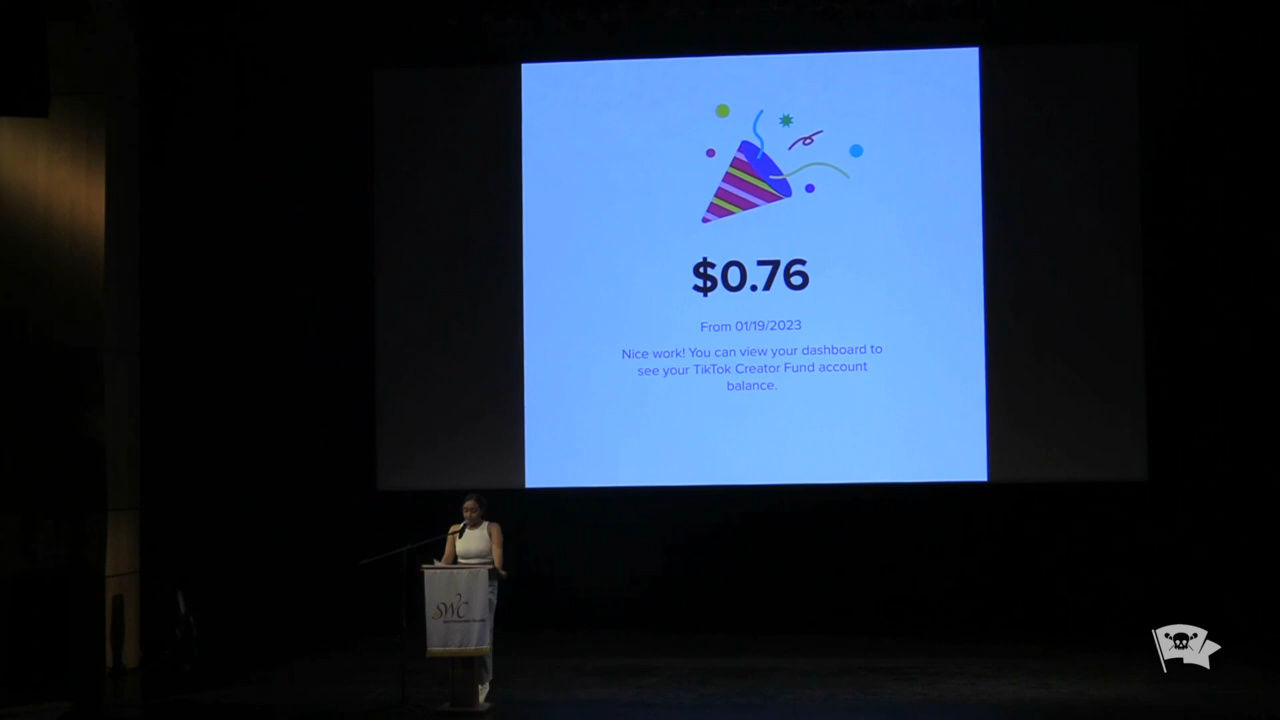 $0.76
From 01/19/2023
Nice work! You can view your dashboard to
see your TikTok Creator Fund account
balance.
SWC